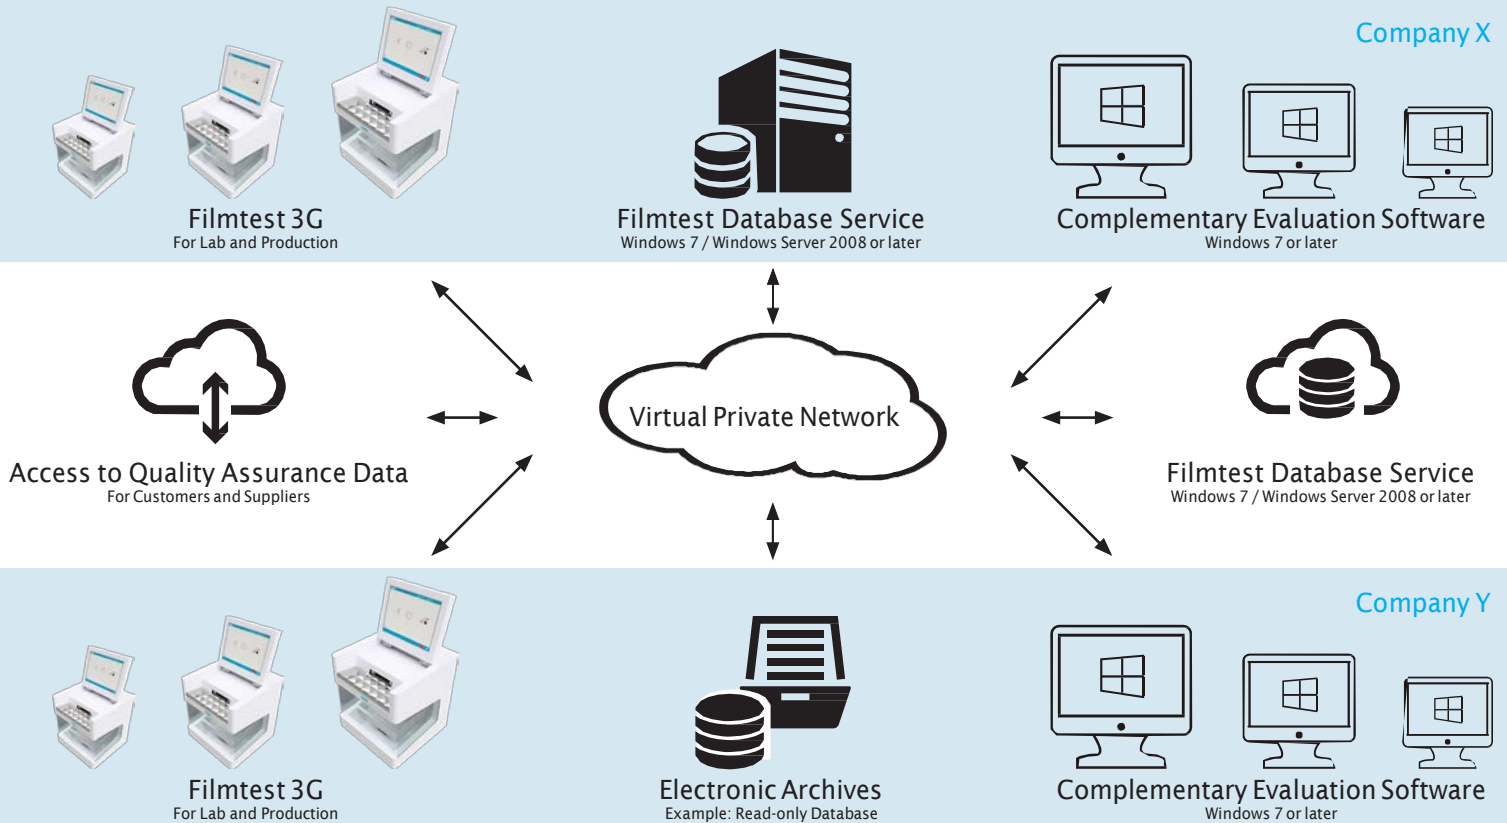 Company X
Filmtest 3G
For Lab and Production
Filmtest Database Service
Windows 7 / Windows Server 2008 or later
Complementary Evaluation Software
Windows 7 or later
Virtual Private Network
Access to Quality Assurance Data
For Customers and Suppliers
Filmtest Database Service
Windows 7 / Windows Server 2008 or later
Company Y
Filmtest 3G
For Lab and Production
Electronic Archives
Example: Read-only Database
Complementary Evaluation Software
Windows 7 or later